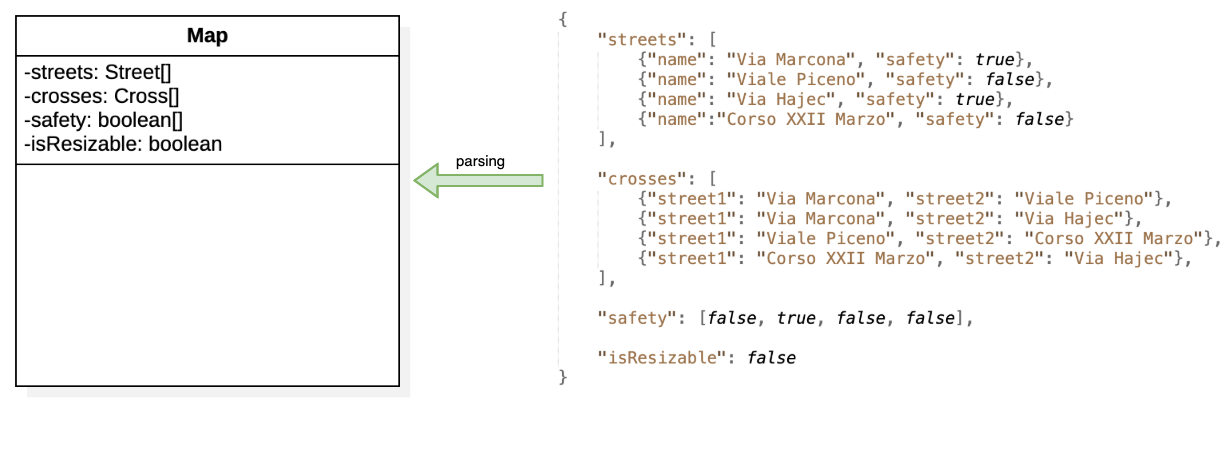 Map
-streets: Street[]
-crosses: Cross[]
-safety: boolean[]
-isResizable: boolean
parsing
{
"streets": [
{"name": "Via Marcona", "safety": true},
{"name": "Viale Piceno", "safety": false},
{"name": "Via Hajec", "safety": true},
{"name":"Corso XXII Marzo", "safety": false}
],
"crosses": [
{"street1": "Via Marcona", "street2": "Viale Piceno"},
{"street1": "Via Marcona", "street2": "Via Hajec"},
{"street1": "Viale Piceno", "street2": "Corso XXII Marzo"},
{"street1": "Corso XXII Marzo", "street2": "Via Hajec"},
],
"safety": [false, true, false, false],
"isResizable": false
}